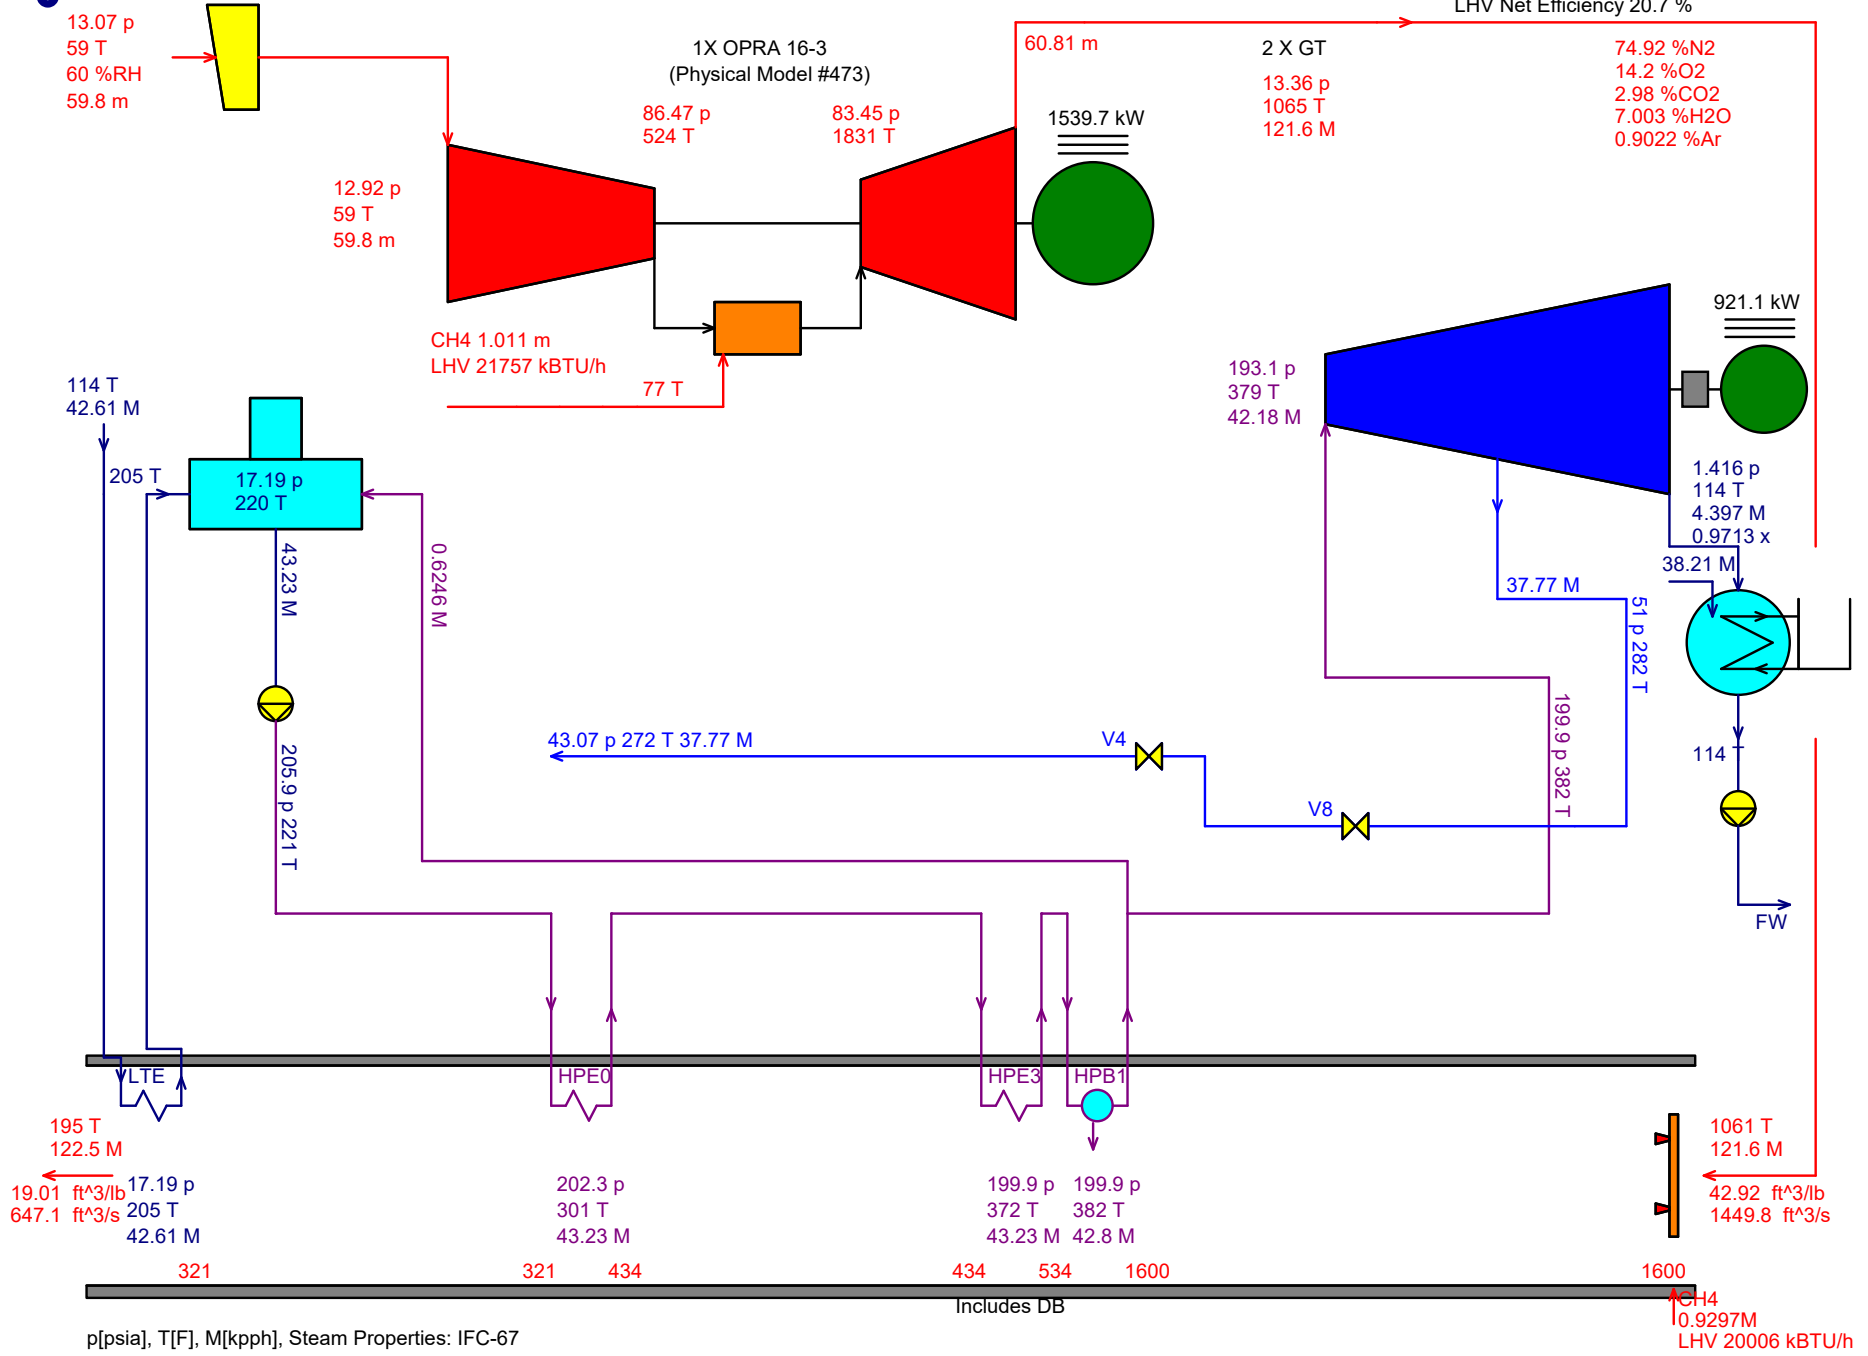 LHV Net Efficiency 20.7 %
13.07 p
59 T
60 %RH
59.8 m
1X OPRA 16-3
(Physical Model #473)
60.81 m
2 X GT
13.36 p
1065 T
121.6 M
74.92 %N2
14.2 %O2
2.98 %CO2
7.003 %H2O
0.9022 %Ar
86.47 p
524 T
83.45 p
1831 T
1539.7 kW
12.92 p
59 T
59.8 m
CH4 1.011 m
LHV 21757 kBTU/h
77 T
921.1 kW
193.1 p
379 T
42.18 M
114 T
42.61 M
205 T
17.19 p
220 T
1.416 p
114 T
4.397 M
0.9713 x
38.21 M
43.23 M
0.6246 M
37.77 M
51 p 282 T
199.9 p 382 T
205.9 p 221 T
43.07 p 272 T 37.77 M
V4
V8
114 T
FW
LTE
HPE0
HPE3
HPB1
195 T
122.5 M
19.01 ft^3/lb
647.1 ft^3/s
17.19 p
205 T
42.61 M
202.3 p
301 T
43.23 M
199.9 p
372 T
43.23 M
199.9 p
382 T
42.8 M
1061 T
121.6 M
42.92 ft^3/lb
1449.8 ft^3/s
321
321
434
434
534
1600
1600
Includes DB
CH4
0.9297M
LHV 20006 kBTU/h
p[psia], T[F], M[kpph], Steam Properties: IFC-67